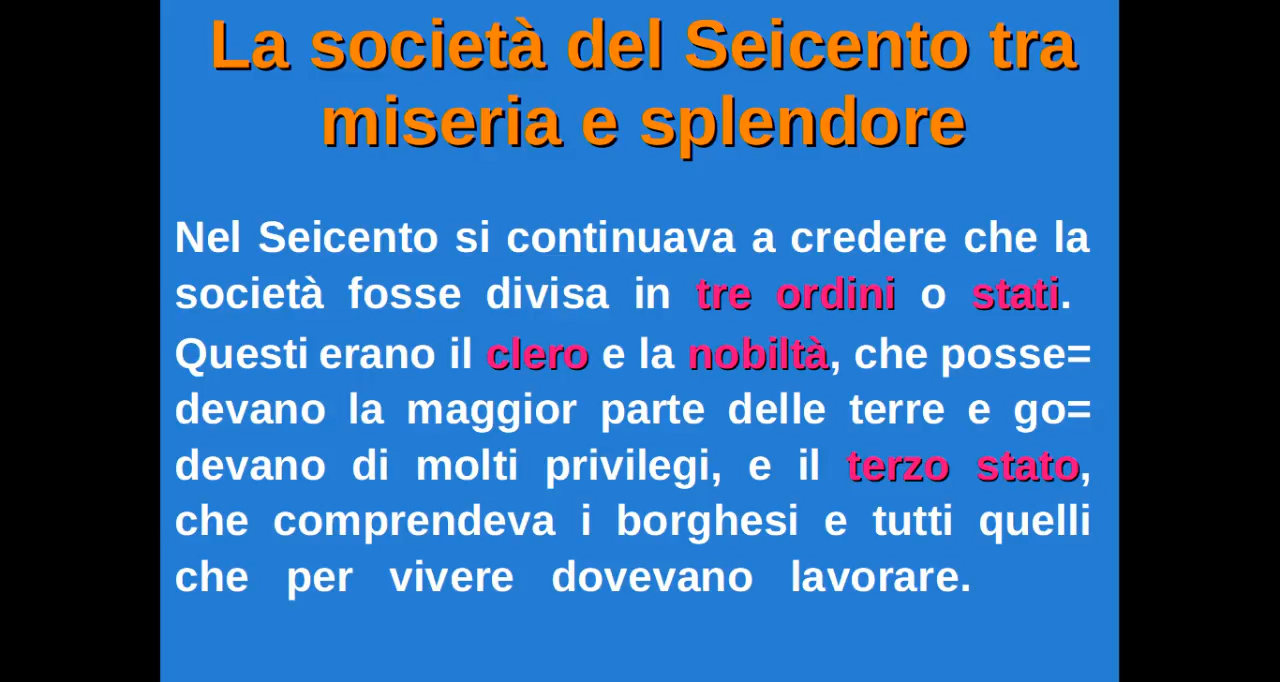 La società del Seicento tra
miseria e splendore
Nel Seicento si continuava a credere che la
società fosse divisa in tre ordini o stati.
Questi erano il clero e la nobiltà, che posse=
devano la maggior parte delle terre e go=
devano di molti privilegi, e il terzo stato,
che comprendeva i borghesi e tutti quelli
che per vivere dovevano lavorare.